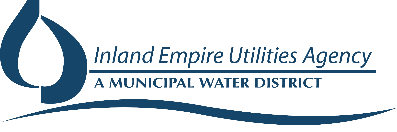 Inland Empire Utilities Agency
A MUNICIPAL WATER DISTRICT